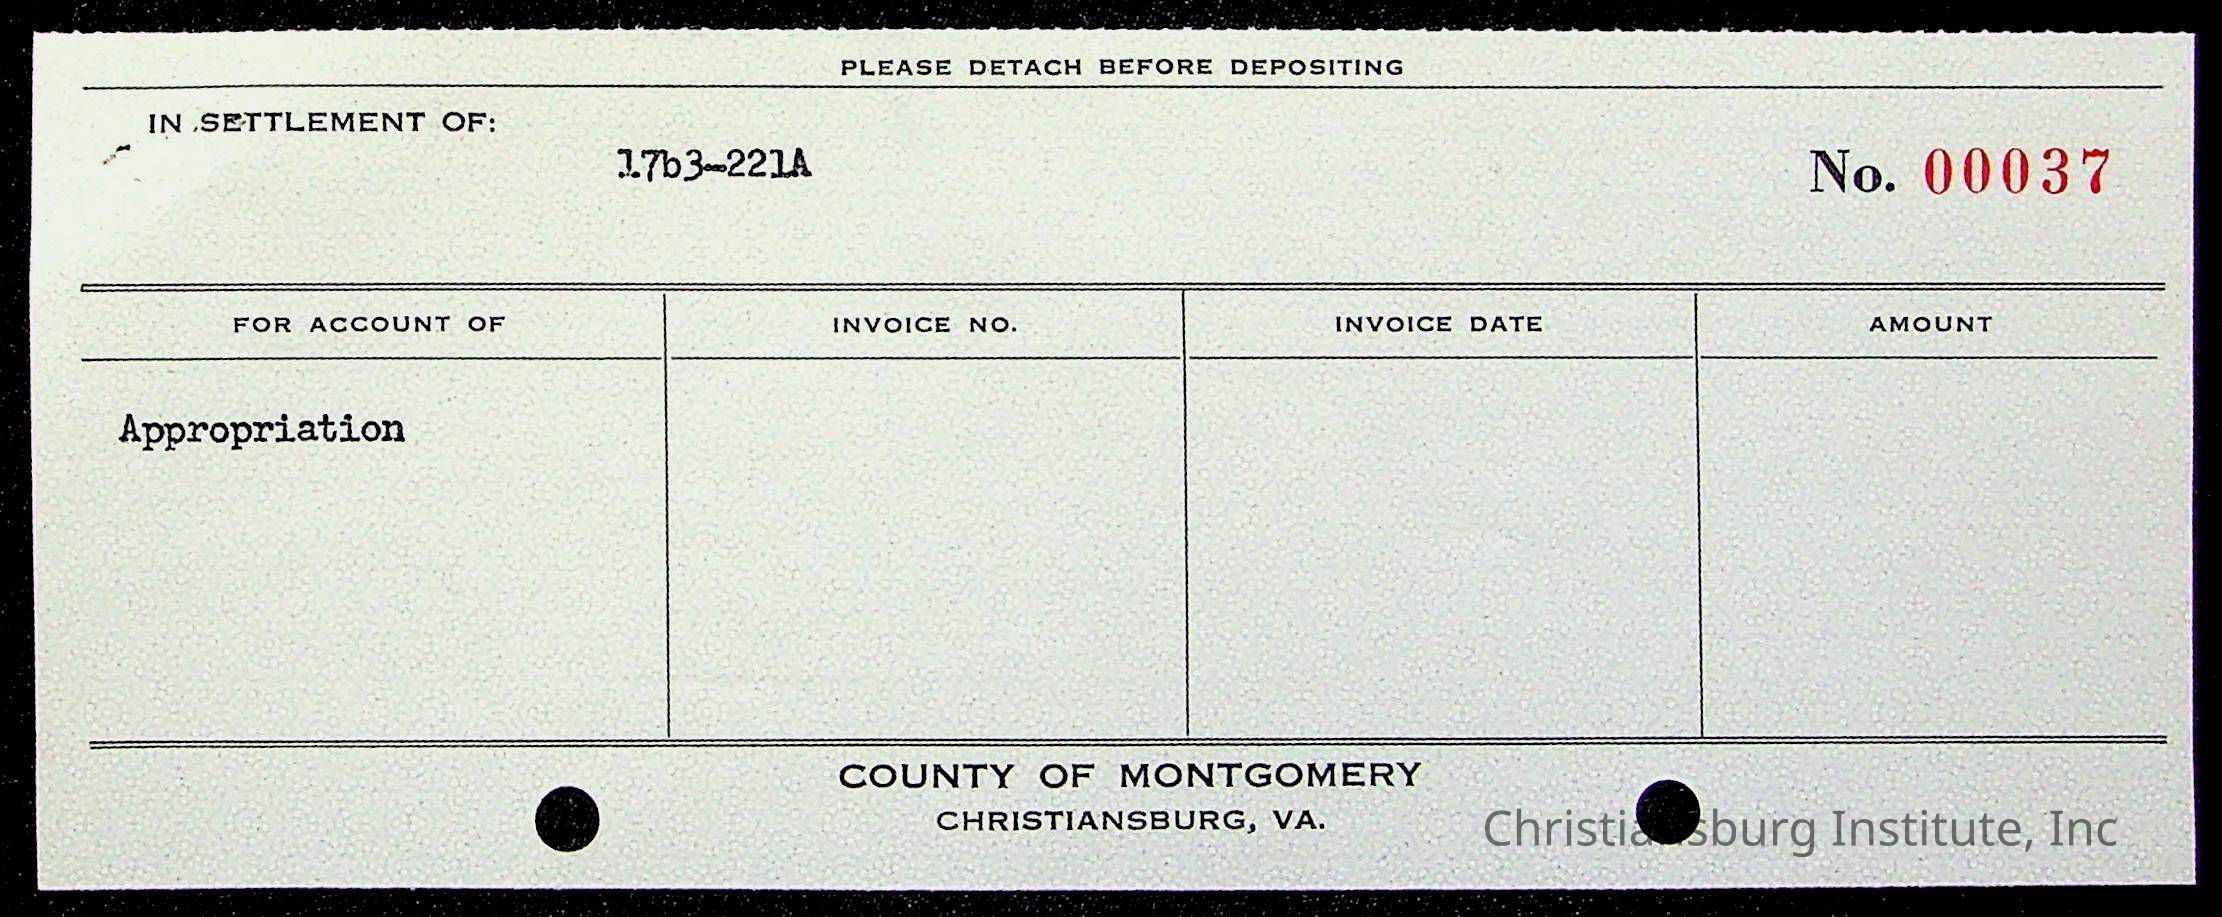 PLEASE DETACH BEFORE DEPOSITING
IN SETTLEMENT OF:
17b3-221A
No. 00037
FOR ACCOUNT OF INVOICE NO. INVOICE DATE AMOUNT
Appropriation
COUNTY OF MONTGOMERY
CHRISTIANSBURG, VA.
Christiansburg Institute, Inc